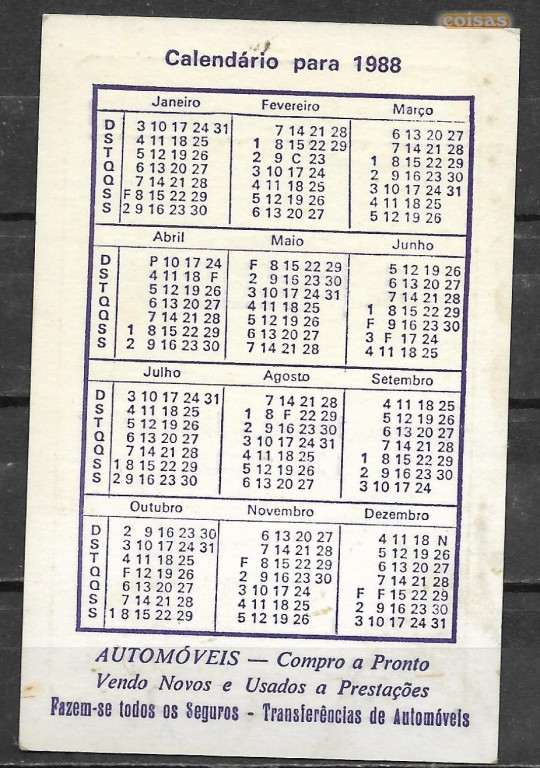 coisas
Calendário para 1988
Janeiro Fevereiro Março
D 3 10 17 24 31 7 14 21 28 6 13 20 27
S 4 11 18 25 1 8 15 22 29 7 14 21 28
T 5 12 19 26 2 9 C 23 1 8 15 22 29
Q 6 13 20 27 3 10 17 24 2 9 16 23 30
Q 7 14 21 28 4 11 18 25 3 10 17 24 31
S F 8 15 22 29 5 12 19 26 4 11 18 25
S 2 9 16 23 30 6 13 20 27 5 12 19 26
Abril Maio Junho
D P 10 17 24 F 8 15 22 29 5 12 19 26
S 4 11 18 F 2 9 16 23 30 6 13 20 27
T 5 12 19 26 3 10 17 24 31 7 14 21 28
Q 6 13 20 27 4 11 18 25 1 8 15 22 29
Q 7 14 21 28 5 12 19 26 F 9 16 23 30
S 1 8 15 22 29 6 13 20 27 3 F 17 24
S 2 9 16 23 30 7 14 21 28 4 11 18 25
Julho Agosto Setembro
D 3 10 17 24 31 7 14 21 28 4 11 18 25
S 4 11 18 25 1 8 F 22 29 5 12 19 26
T 5 12 19 26 2 9 16 23 30 6 13 20 27
Q 6 13 20 27 3 10 17 24 31 7 14 21 28
Q 7 14 21 28 4 11 18 25 1 8 15 22 29
S 1 8 15 22 29 5 12 19 26 2 9 16 23 30
S 2 9 16 23 30 6 13 20 27 3 10 17 24
Outubro Novembro Dezembro
D 2 9 16 23 30 6 13 20 27 4 11 18 N
S 3 10 17 24 31 7 14 21 28 5 12 19 26
T 4 11 18 25 F 8 15 22 29 6 13 20 27
Q F 12 19 26 2 9 16 23 30 7 14 21 28
Q 6 13 20 27 3 10 17 24 F F 15 22 29
S 7 14 21 28 4 11 18 25 2 9 16 23 30
S 1 8 15 22 29 5 12 19 26 3 10 17 24 31
AUTOMÓVEIS — Compro a Pronto
Vendo Novos e Usados a Prestações
Fazem-se todos os Seguros - Transferências de Automóveis